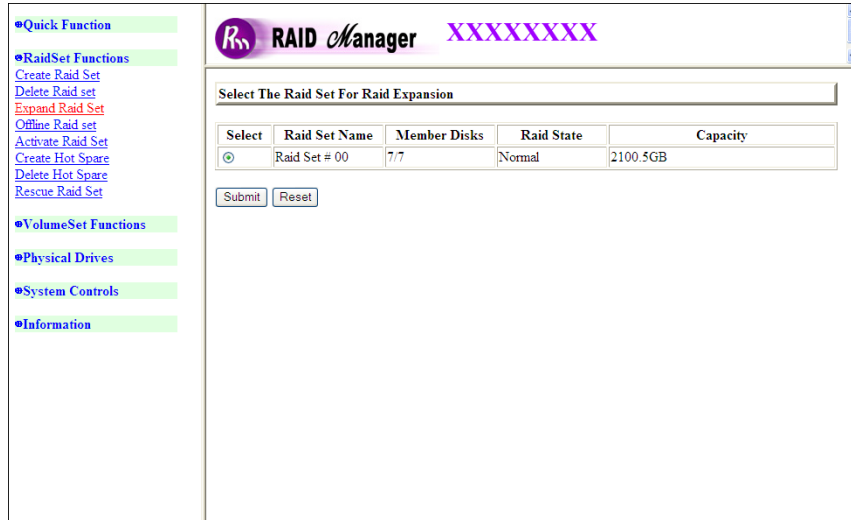 Quick Function
RaidSet Functions
Create Raid Set
Delete Raid set
Expand Raid Set
Offline Raid set
Activate Raid Set
Create Hot Spare
Delete Hot Spare
Rescue Raid Set
VolumeSet Functions
Physical Drives
System Controls
Information
Rm RAID Manager XXXXXXXX
Select The Raid Set For Raid Expansion
Select Raid Set Name Member Disks Raid State Capacity
Raid Set # 00 7/7 Normal 2100.5GB
Submit Reset